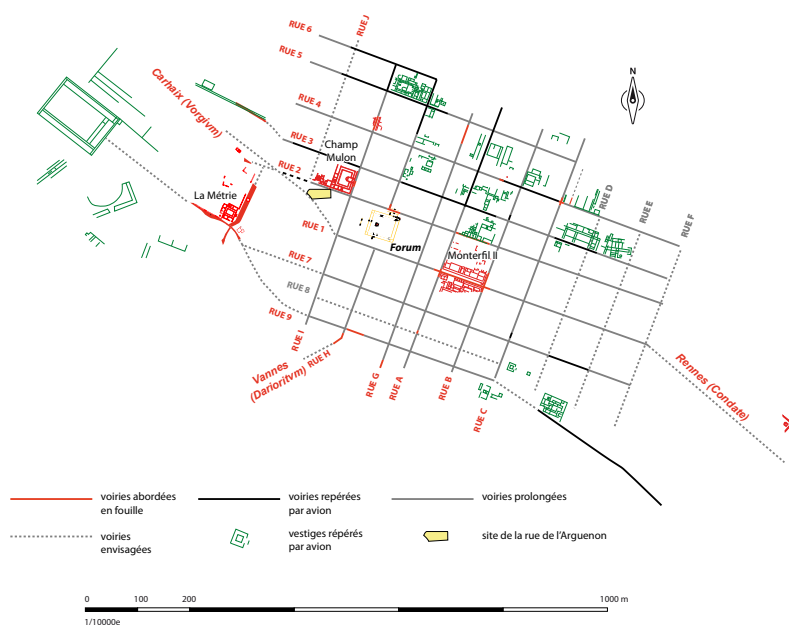 RUE 6
RUE J
RUE 5
N
Carhaix (Vorgivm)
RUE 4
RUE 3
Champ
Mulon
RUE 2
RUE D
La Métrie
RUE E
RUE F
RUE 1
Forum
Monterfil II
RUE 7
RUE 8
RUE 9
RUE I
RUE H
Vannes
(Darioritvm)
RUE G
RUE A
RUE B
RUE C
Rennes (Condate)
voiries abordées
en fouille
voiries repérées
par avion
voiries prolongées
voiries
envisagées
vestiges répérés
par avion
site de la rue de l'Arguenon
0 100 200 1000 m
1/10000e